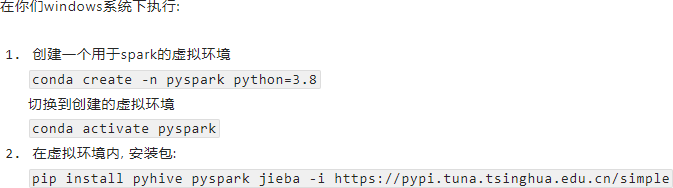 在你们windows系统下执行:
1. 创建一个用于spark的虚拟环境
conda create -n pyspark python=3.8
切换到创建的虚拟环境
conda activate pyspark
2. 在虚拟环境内, 安装包:
pip install pyhive pyspark jieba -i https://pypi.tuna.tsinghua.edu.cn/simple